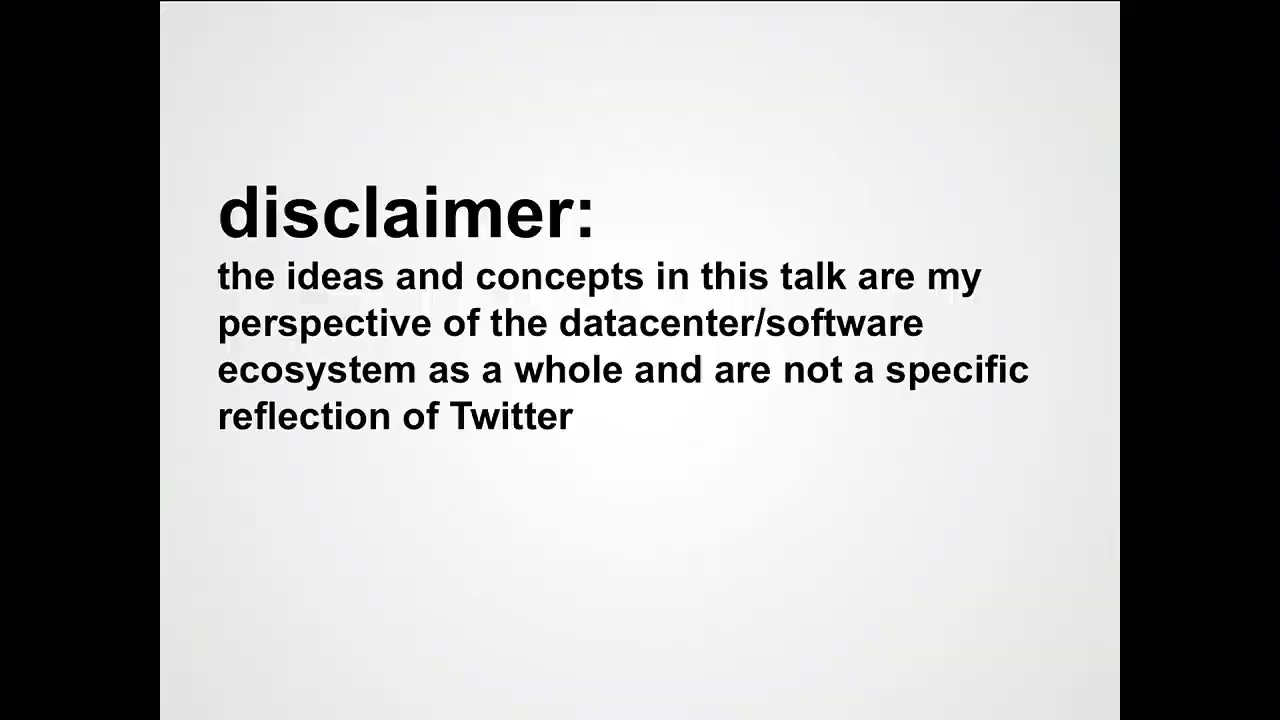 disclaimer:
the ideas and concepts in this talk are my
perspective of the datacenter/software
ecosystem as a whole and are not a specific
reflection of Twitter